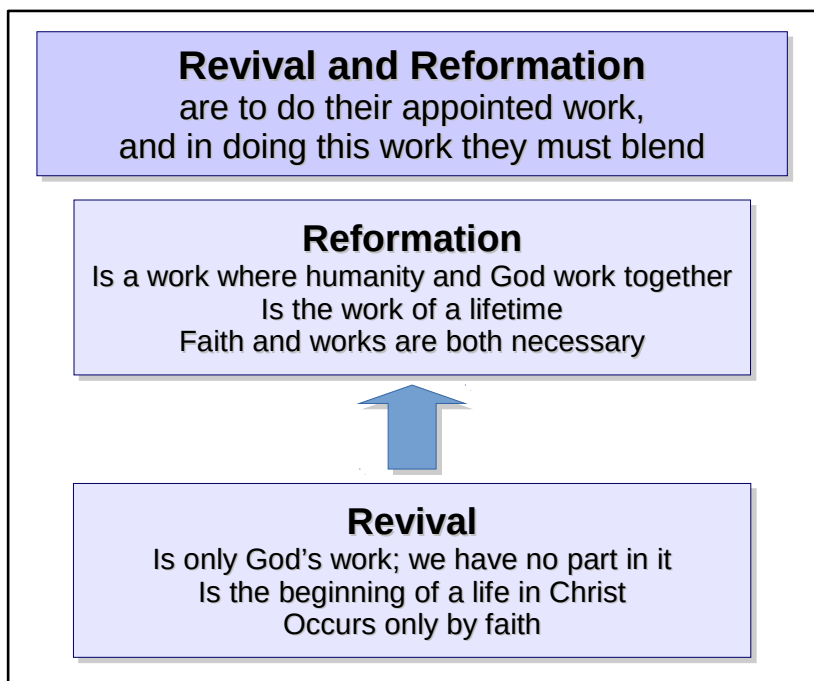 Revival and Reformation
are to do their appointed work,
and in doing this work they must blend
Reformation
Is a work where humanity and God work together
Is the work of a lifetime
Faith and works are both necessary
Revival
Is only God’s work; we have no part in it
Is the beginning of a life in Christ
Occurs only by faith